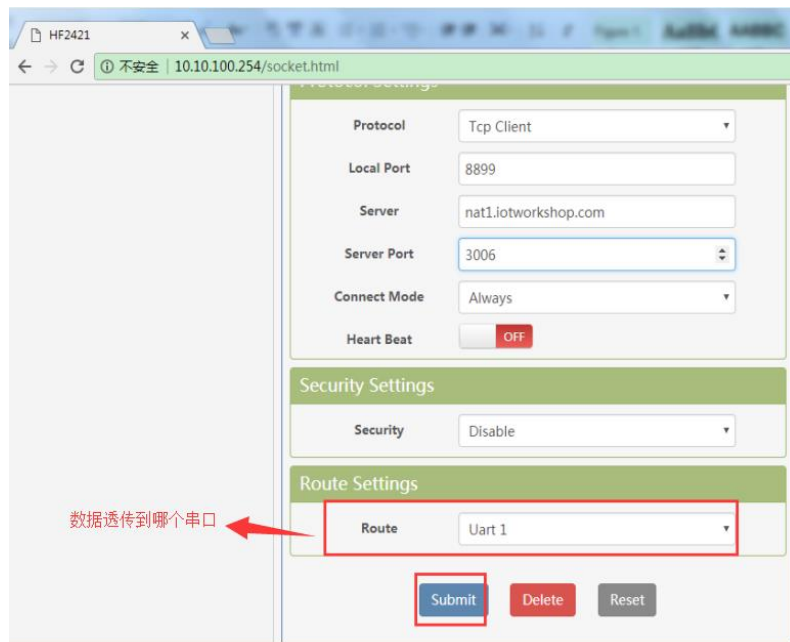 HF2421
不安全 | 10.10.100.254/socket.html
Protocol Settings
Protocol Tcp Client
Local Port 8899
Server nat1.iotworkshop.com
Server Port 3006
Connect Mode Always
Heart Beat OFF
Security Settings
Security Disable
Route Settings
数据透传到哪个串口 Route Uart 1
Submit Delete Reset